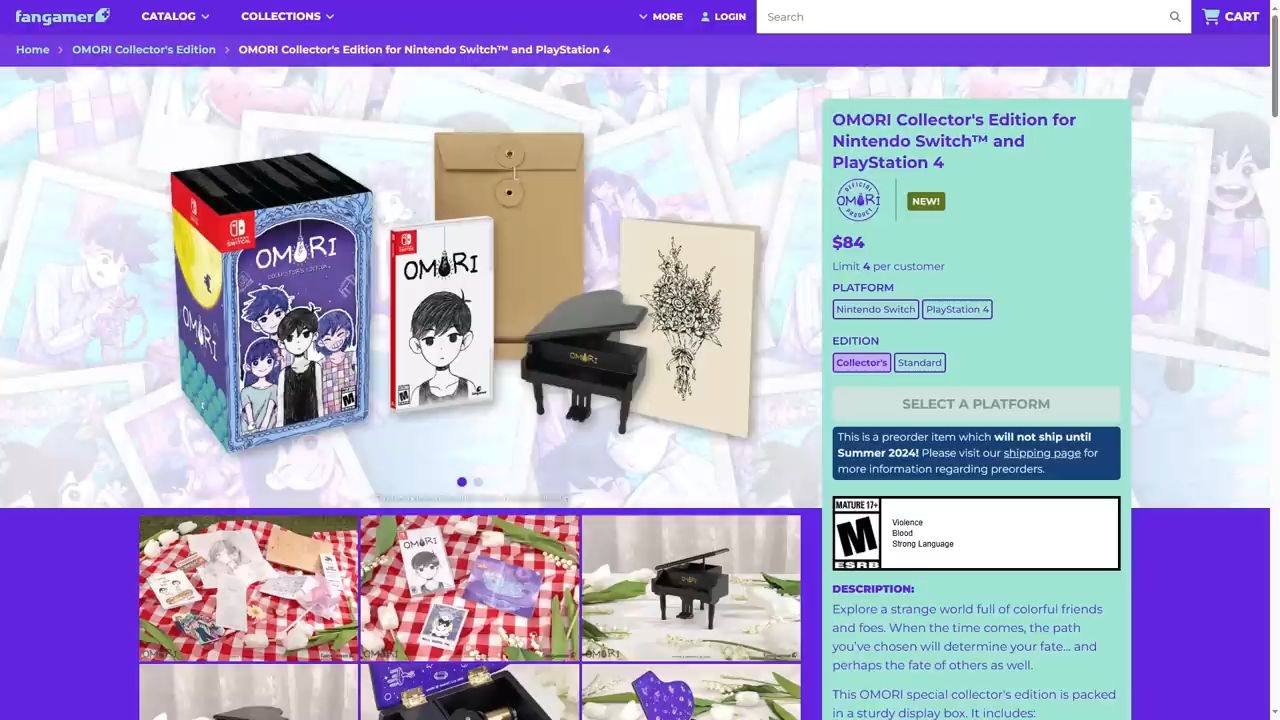 fangamer
CATALOG
COLLECTIONS
MORE
LOGIN
Search
CART
Home
OMORI Collector's Edition
OMORI Collector's Edition for Nintendo Switch™ and PlayStation 4
OMORI Collector's Edition for
Nintendo Switch™ and
PlayStation 4
OFFICIAL
OMORI
PRODUCT
NEW!
$84
Limit 4 per customer
PLATFORM
Nintendo Switch
PlayStation 4
EDITION
Collector's
Standard
SELECT A PLATFORM
This is a preorder item which will not ship until
Summer 2024! Please visit our shipping page for
more information regarding preorders.
MATURE 17+
M
ESRB
Violence
Blood
Strong Language
DESCRIPTION:
Explore a strange world full of colorful friends
and foes. When the time comes, the path
you've chosen will determine your fate... and
perhaps the fate of others as well.
This OMORI special collector's edition is packed
in a sturdy display box. It includes:
OMORI
COLLECTOR'S EDITION
OMORI
M
OMORI
M
OMORI
OMORI
OMORI
OMORI